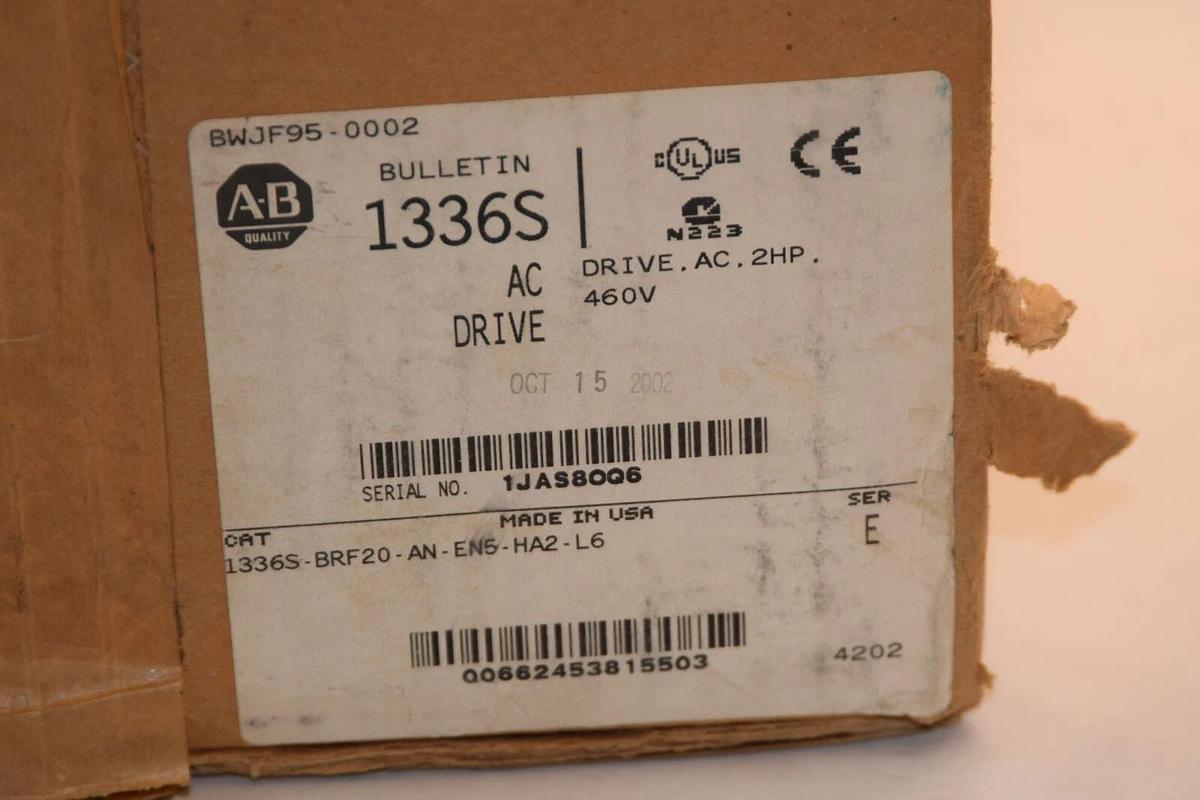 BWJF95-0002
A-B
QUALITY
BULLETIN
1336S
AC
DRIVE
C UL US
CE
N223
DRIVE,AC,2HP,
460V
OCT 15 2002
SERIAL NO. 1JAS80Q6
MADE IN USA
CAT
1336S-BRF20-AN-EN5-HA2-L6
SER
E
00662453815503
4202